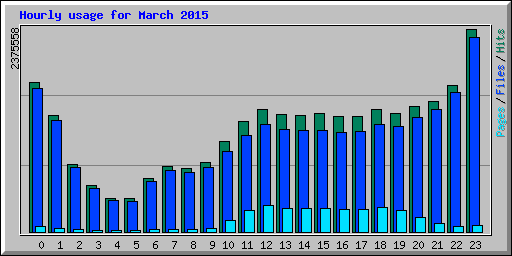 Hourly usage for March 2015
2375558
Pages/Files/Hits
0 1 2 3 4 5 6 7 8 9 10 11 12 13 14 15 16 17 18 19 20 21 22 23